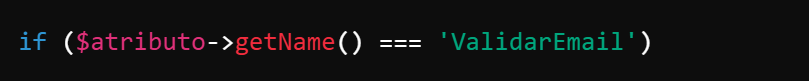 if ($atributo->getName() === 'ValidarEmail')